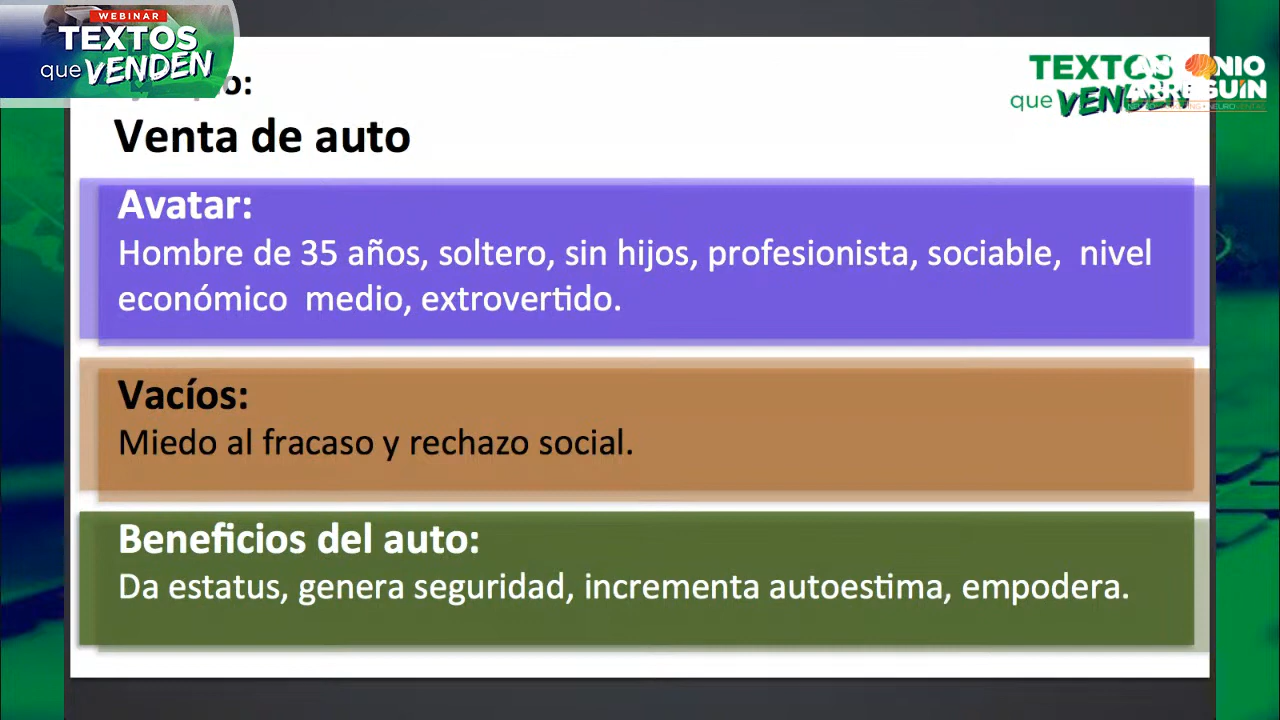 WEBINAR
TEXTOS
que VENDEN
TEXTOS
que VENDEN
ANTONIO
ARREGUÍN
Venta de auto
Avatar:
Hombre de 35 años, soltero, sin hijos, profesionista, sociable, nivel
económico medio, extrovertido.
Vacíos:
Miedo al fracaso y rechazo social.
Beneficios del auto:
Da estatus, genera seguridad, incrementa autoestima, empodera.